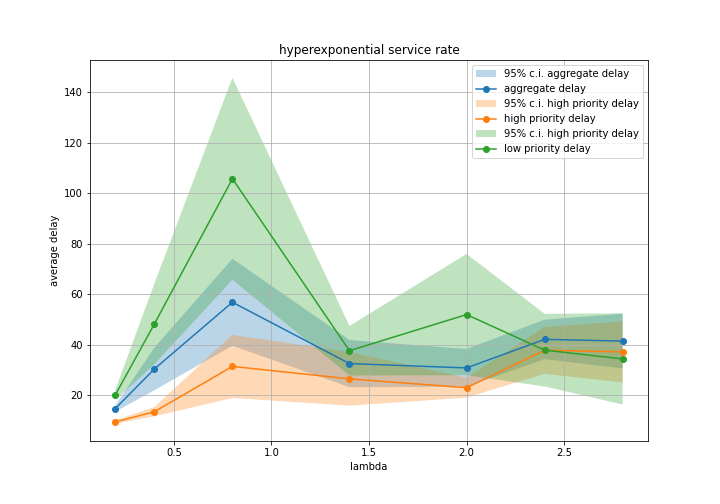 hyperexponential service rate
95% c.i. aggregate delay
aggregate delay
95% c.i. high priority delay
high priority delay
95% c.i. high priority delay
low priority delay
average delay
140
120
100
80
60
40
20
0.5 1.0 1.5 2.0 2.5
lambda